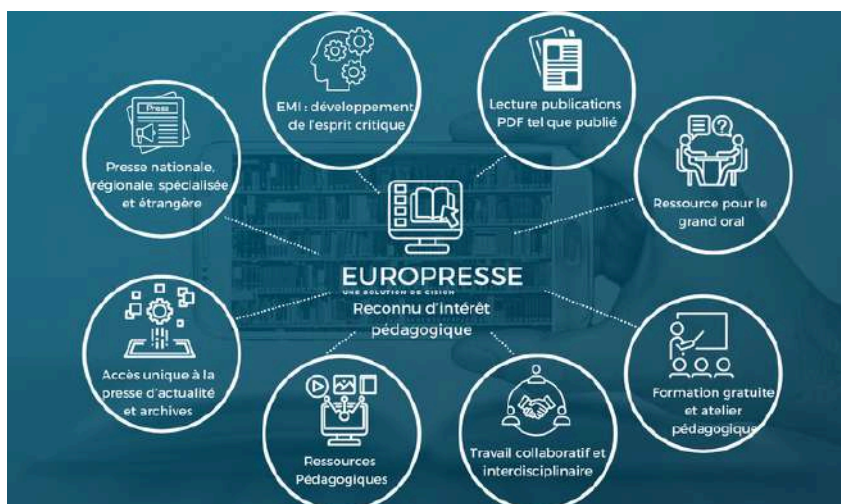 EMI : développement
de l'esprit critique
Lecture publications
PDF tel que publié
Press
Presse nationale,
régionale, spécialisée
et étrangère
Ressource pour le
grand oral
EUROPRESSE
UNE SOLUTION DE CISION
Reconnu d'intérêt
pédagogique
Accès unique à la
presse d'actualité
et archives
Formation gratuite
et atelier
pédagogique
Ressources
Pédagogiques
Travail collaboratif et
interdisciplinaire